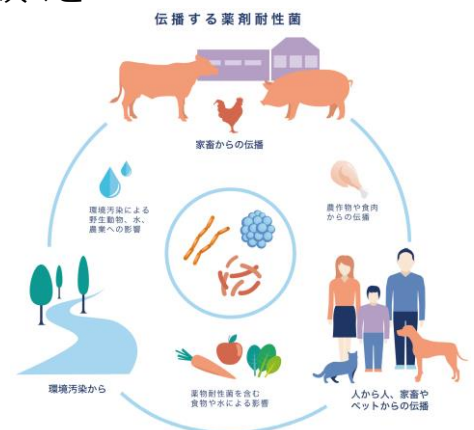 伝播する薬剤耐性菌
家畜からの伝播
環境汚染による
野生動物、水、
農業への影響
農作物や食肉
からの伝播
環境汚染から
薬物耐性菌を含む
食物や水による影響
人から人、家畜や
ペットからの伝播